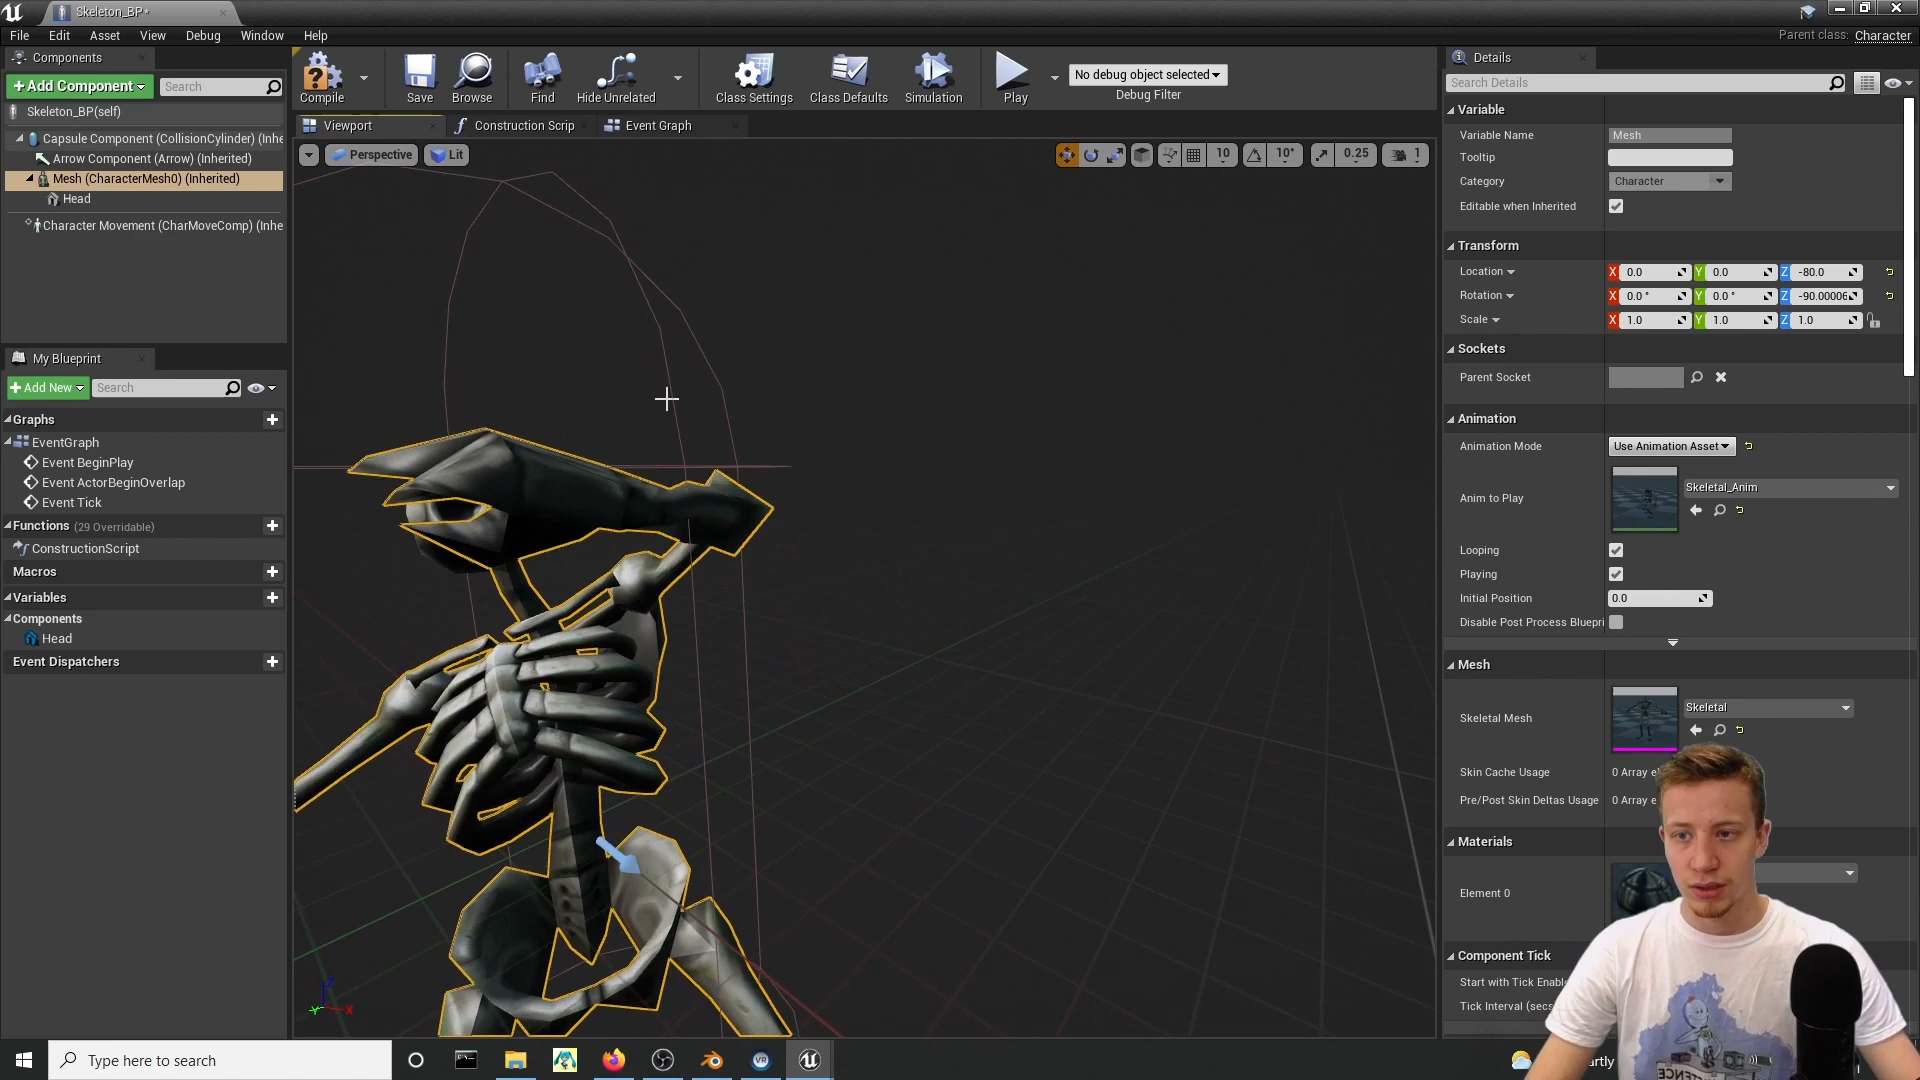 Skeleton_BP*
File Edit Asset View Debug Window Help
Parent class: Character
Components
+Add Component
Search
Skeleton_BP(self)
Capsule Component (CollisionCylinder) (Inhe
Arrow Component (Arrow) (Inherited)
Mesh (CharacterMesh0) (Inherited)
Head
Character Movement (CharMoveComp) (Inhe
My Blueprint
+Add New
Search
Graphs
EventGraph
Event BeginPlay
Event ActorBeginOverlap
Event Tick
Functions (29 Overridable)
ConstructionScript
Macros
Variables
Components
Head
Event Dispatchers
Compile
Save
Browse
Find
Hide Unrelated
Class Settings
Class Defaults
Simulation
Play
No debug object selected
Debug Filter
Viewport
Construction Scrip
Event Graph
Perspective
Lit
10
10°
0.25
1
Details
Search Details
Variable
Variable Name Mesh
Tooltip
Category Character
Editable when Inherited
Transform
Location X 0.0 Y 0.0 Z -80.0
Rotation X 0.0 ° Y 0.0 ° Z -90.00006
Scale X 1.0 Y 1.0 Z 1.0
Sockets
Parent Socket
Animation
Animation Mode Use Animation Asset
Anim to Play Skeletal_Anim
Looping
Playing
Initial Position 0.0
Disable Post Process Bluepri
Mesh
Skeletal Mesh Skeletal
Skin Cache Usage 0 Array e
Pre/Post Skin Deltas Usage 0 Array e
Materials
Element 0
Component Tick
Start with Tick Enable
Tick Interval (secs
Z
Y
X
Type here to search
VR
artly